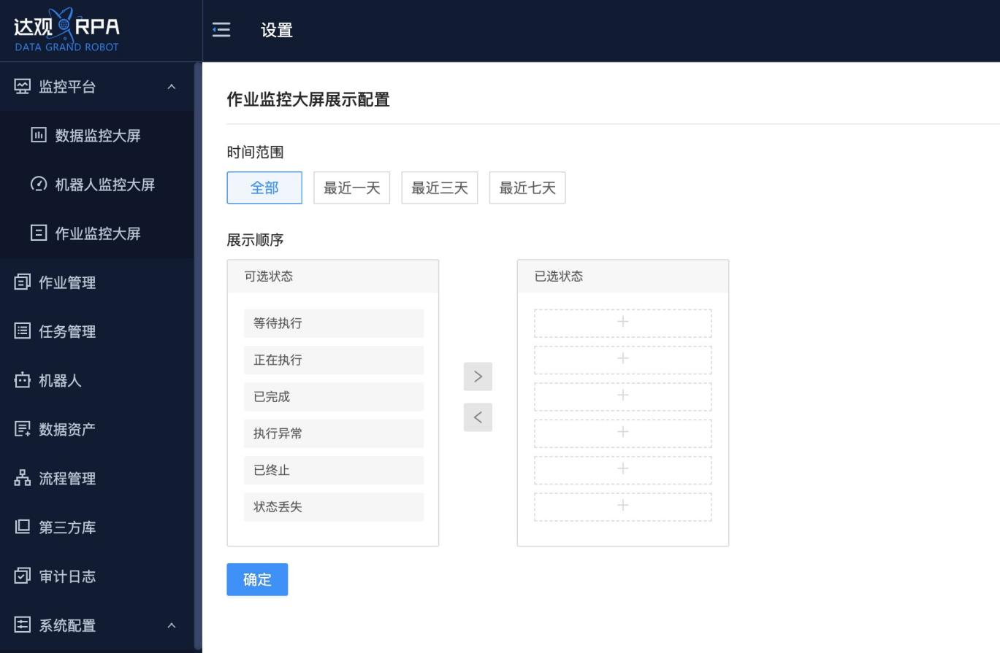 达观 RPA
DATA GRAND ROBOT
设置
监控平台
数据监控大屏
机器人监控大屏
作业监控大屏
作业管理
任务管理
机器人
数据资产
流程管理
第三方库
审计日志
系统配置
作业监控大屏展示配置
时间范围
全部 最近一天 最近三天 最近七天
展示顺序
可选状态
等待执行
正在执行
已完成
执行异常
已终止
状态丢失
已选状态
确定